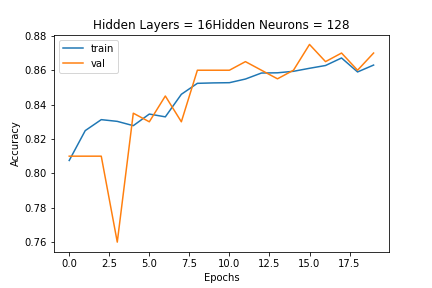 Hidden Layers = 16Hidden Neurons = 128
train
val
Accuracy
0.88
0.86
0.84
0.82
0.80
0.78
0.76
0.0 2.5 5.0 7.5 10.0 12.5 15.0 17.5
Epochs